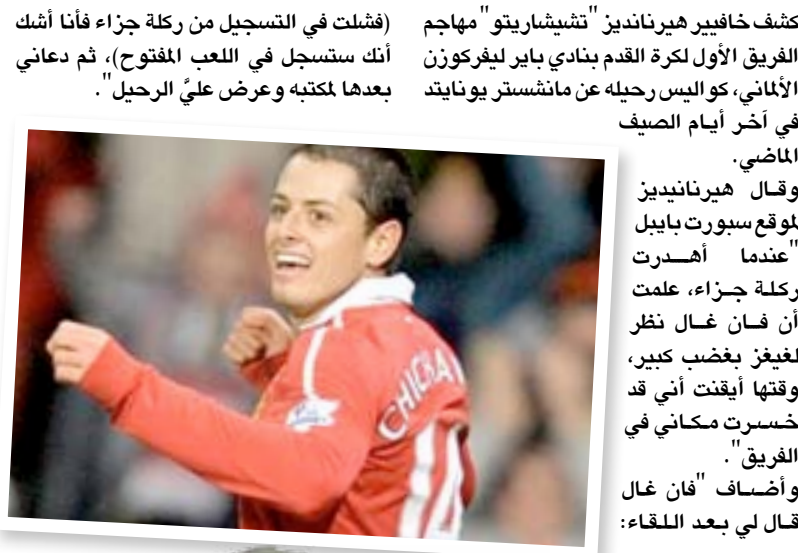 كشف خافيير هيرنانديز "تشيشاريتو" مهاجم
الفريق الأول لكرة القدم بنادي باير ليفركوزن
الألماني، كواليس رحيله عن مانشستر يونايتد
في آخر أيام الصيف
الماضي.
وقال هيرنانيديز
لموقع سبورت بايبل
"عندما أهدرت
ركلة جزاء، علمت
أن فان غال نظر
لغيغز بغضب كبير،
وقتها أيقنت أني قد
خسرت مكاني في
الفريق".
وأضاف "فان غال
قال لي بعد اللقاء:
(فشلت في التسجيل من ركلة جزاء فأنا أشك
أنك ستسجل في اللعب المفتوح)، ثم دعاني
بعدها لمكتبه وعرض عليَّ الرحيل".
CHICHA